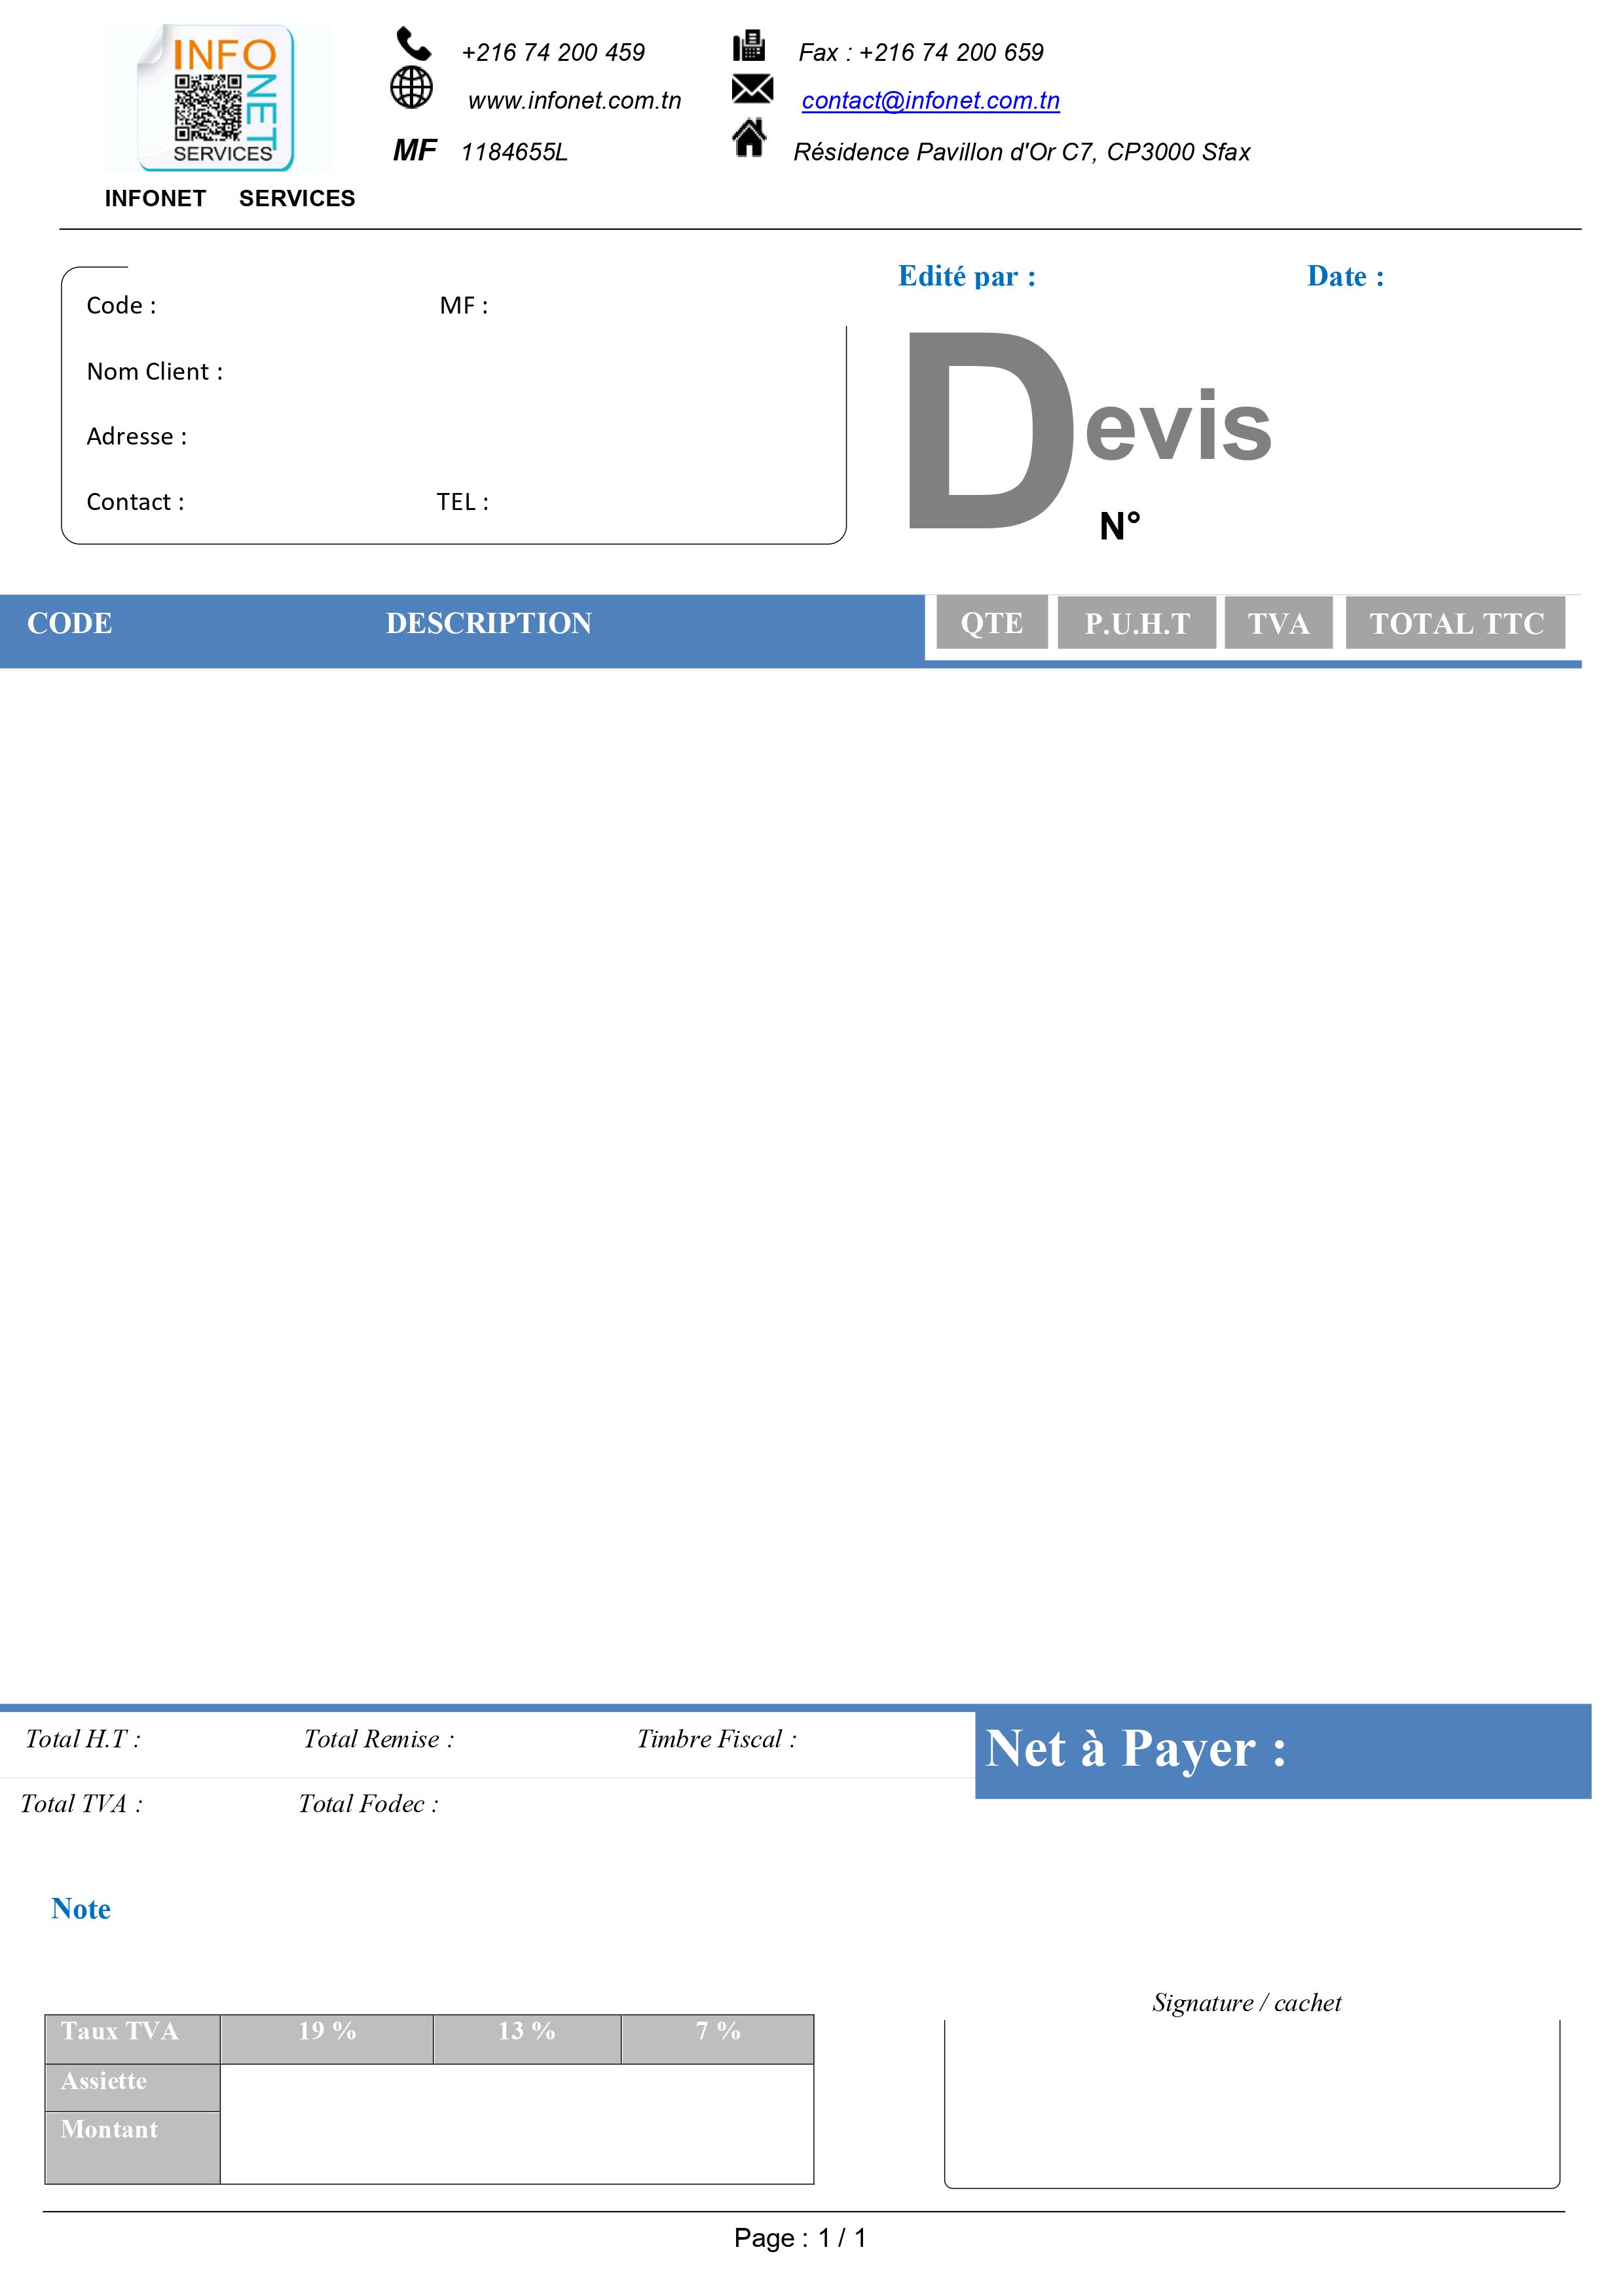 INFO
NET
SERVICES
INFONET SERVICES
+216 74 200 459
Fax : +216 74 200 659
www.infonet.com.tn
contact@infonet.com.tn
MF 1184655L
Résidence Pavillon d'Or C7, CP3000 Sfax
Edité par :
Date :
Code :
MF :
Nom Client :
Adresse :
Contact :
TEL :
Devis
N°
CODE DESCRIPTION QTE P.U.H.T TVA TOTAL TTC
Total H.T : Total Remise : Timbre Fiscal :
Net à Payer :
Total TVA : Total Fodec :
Note
Signature / cachet
Taux TVA 19 % 13 % 7 %
Assiette
Montant
Page : 1 / 1